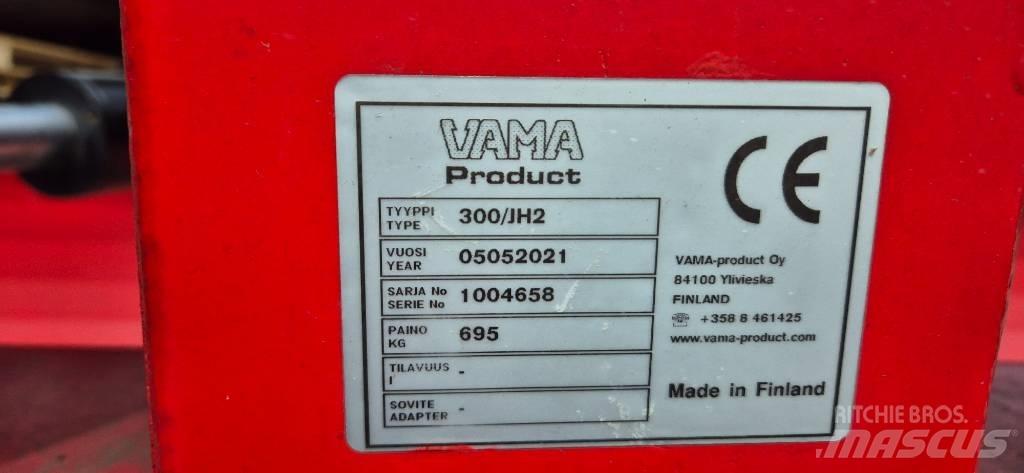 VAMA
Product
CE
TYYPPI
TYPE
300/JH2
VUOSI
YEAR
05052021
SARJA No
SERIE No
1004658
PAINO
KG
695
TILAVUUS
l
-
SOVITE
ADAPTER
-
VAMA-product Oy
84100 Ylivieska
FINLAND
☎ +358 8 461425
www.vama-product.com
Made in Finland
RITCHIE BROS.
MASCUS